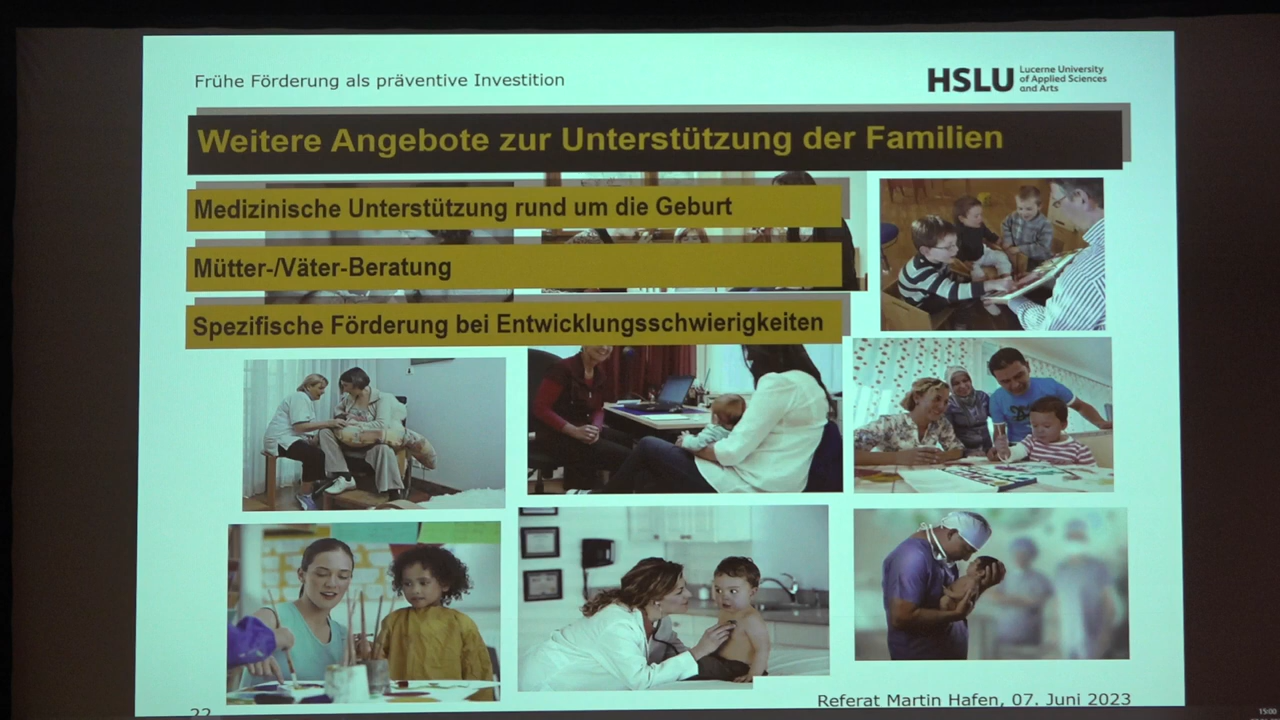 Frühe Förderung als präventive Investition
HSLU Lucerne University
of Applied Sciences
and Arts
Weitere Angebote zur Unterstützung der Familien
Medizinische Unterstützung rund um die Geburt
Mütter-/Väter-Beratung
Spezifische Förderung bei Entwicklungsschwierigkeiten
22
Referat Martin Hafen, 07. Juni 2023
15:00